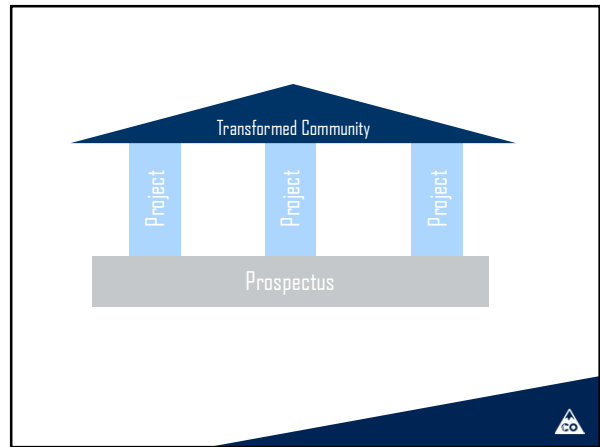 Transformed Community
Project
Project
Project
Prospectus
CO